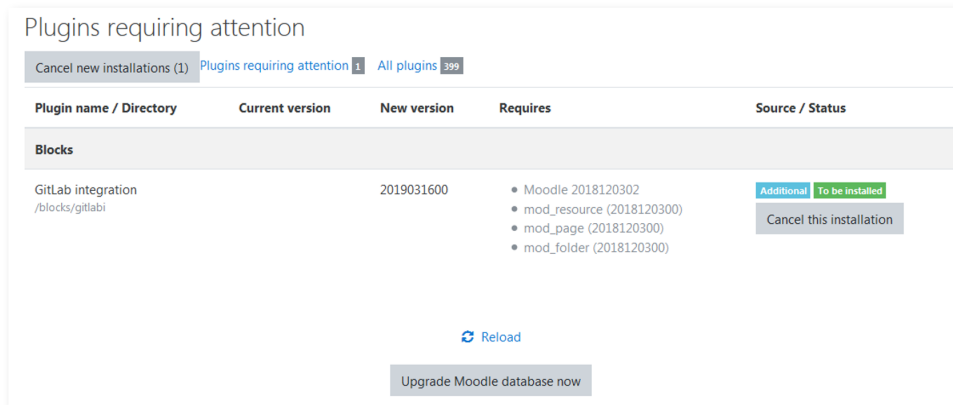 Plugins requiring attention
Cancel new installations (1) Plugins requiring attention 1 All plugins 399
Plugin name / Directory Current version New version Requires Source / Status
Blocks
GitLab integration 2019031600 Moodle 2018120302 Additional To be installed
/blocks/gitlabi mod_resource (2018120300) Cancel this installation
mod_page (2018120300)
mod_folder (2018120300)
Reload
Upgrade Moodle database now